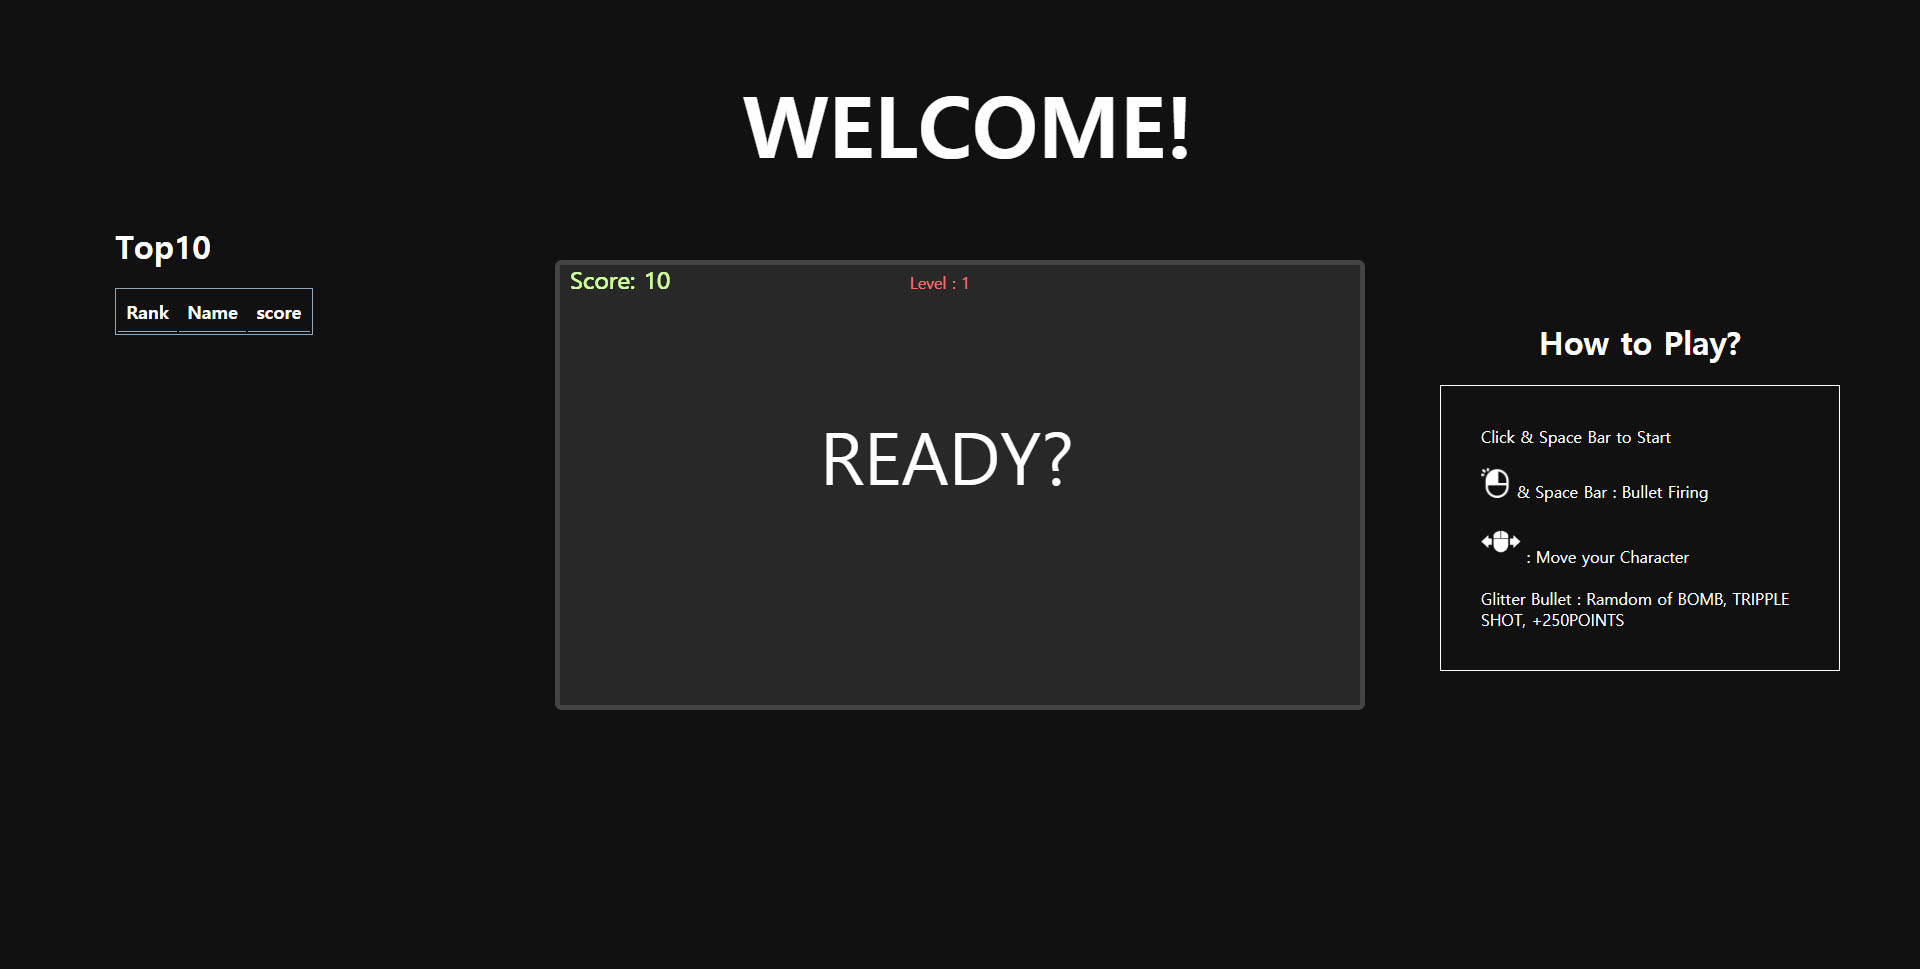 WELCOME!
Top10
Rank Name score
Score: 10
Level : 1
READY?
How to Play?
Click & Space Bar to Start
& Space Bar : Bullet Firing
: Move your Character
Glitter Bullet : Ramdom of BOMB, TRIPPLE
SHOT, +250POINTS